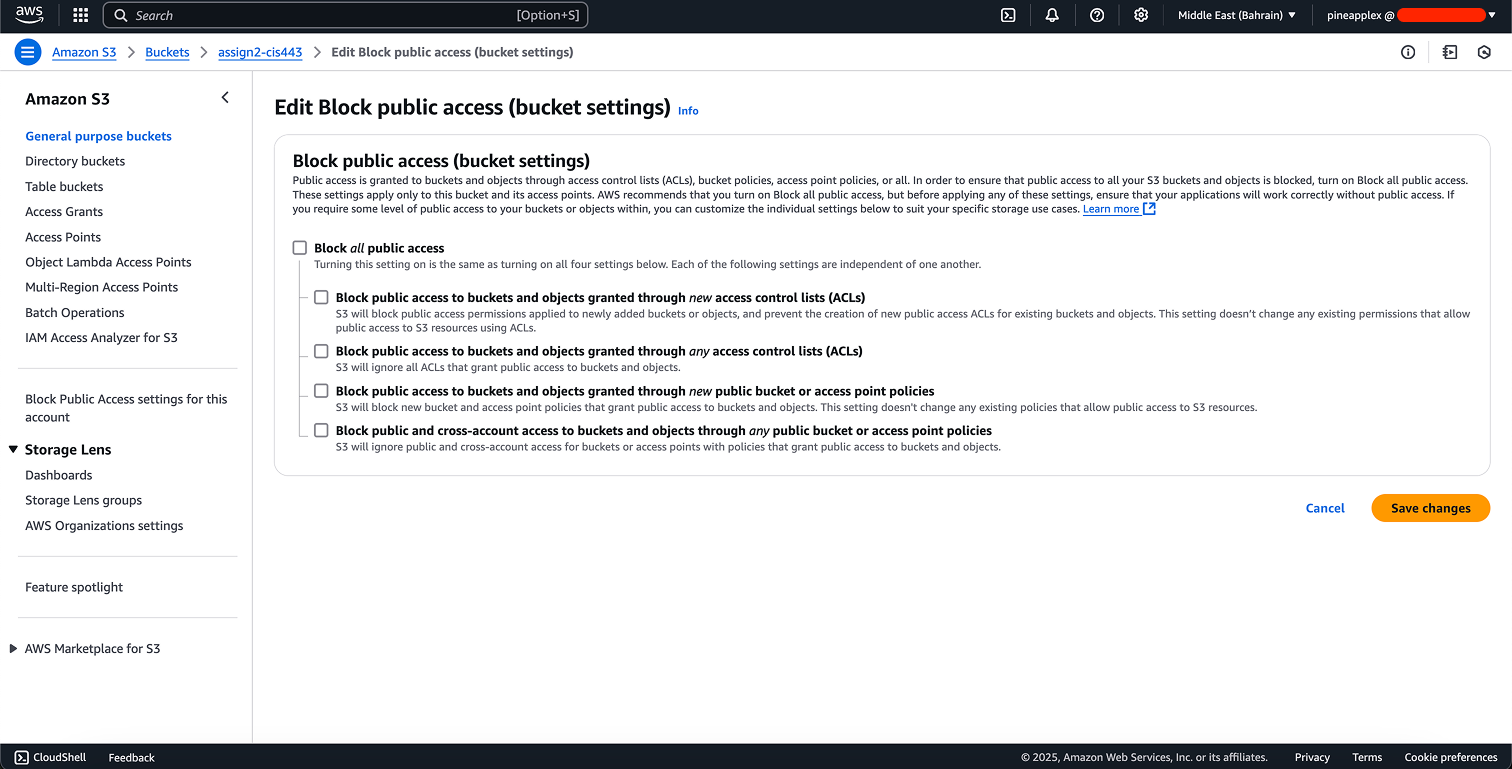 aws
Search [Option+S] Middle East (Bahrain) pineapplex @
Amazon S3 Buckets assign2-cis443 Edit Block public access (bucket settings)
Amazon S3
General purpose buckets
Directory buckets
Table buckets
Access Grants
Access Points
Object Lambda Access Points
Multi-Region Access Points
Batch Operations
IAM Access Analyzer for S3
Block Public Access settings for this
account
Storage Lens
Dashboards
Storage Lens groups
AWS Organizations settings
Feature spotlight
AWS Marketplace for S3
Edit Block public access (bucket settings) Info
Block public access (bucket settings)
Public access is granted to buckets and objects through access control lists (ACLs), bucket policies, access point policies, or all. In order to ensure that public access to all your S3 buckets and objects is blocked, turn on Block all public access.
These settings apply only to this bucket and its access points. AWS recommends that you turn on Block all public access, but before applying any of these settings, ensure that your applications will work correctly without public access. If
you require some level of public access to your buckets or objects within, you can customize the individual settings below to suit your specific storage use cases. Learn more
Block all public access
Turning this setting on is the same as turning on all four settings below. Each of the following settings are independent of one another.
Block public access to buckets and objects granted through new access control lists (ACLs)
S3 will block public access permissions applied to newly added buckets or objects, and prevent the creation of new public access ACLs for existing buckets and objects. This setting doesn't change any existing permissions that allow
public access to S3 resources using ACLs.
Block public access to buckets and objects granted through any access control lists (ACLs)
S3 will ignore all ACLs that grant public access to buckets and objects.
Block public access to buckets and objects granted through new public bucket or access point policies
S3 will block new bucket and access point policies that grant public access to buckets and objects. This setting doesn't change any existing policies that allow public access to S3 resources.
Block public and cross-account access to buckets and objects through any public bucket or access point policies
S3 will ignore public and cross-account access for buckets or access points with policies that grant public access to buckets and objects.
Cancel Save changes
CloudShell Feedback © 2025, Amazon Web Services, Inc. or its affiliates. Privacy Terms Cookie preferences